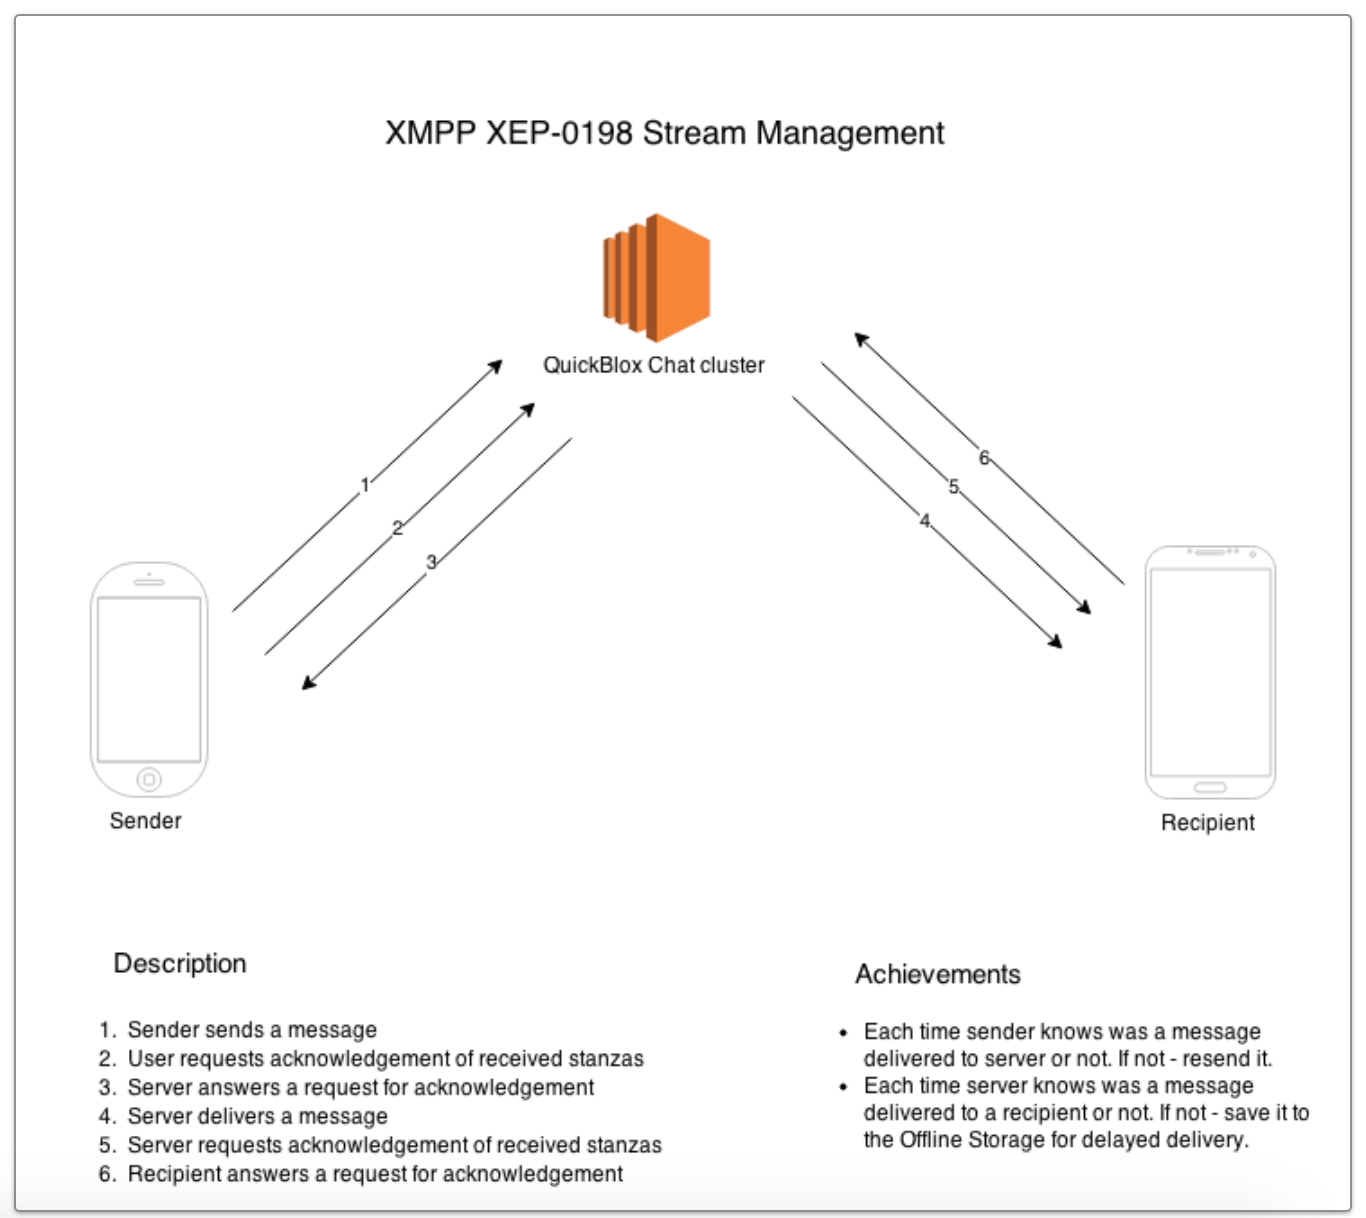 XMPP XEP-0198 Stream Management
QuickBlox Chat cluster
1
2
3
6
5
4
Sender
Recipient
Description
1. Sender sends a message
2. User requests acknowledgement of received stanzas
3. Server answers a request for acknowledgement
4. Server delivers a message
5. Server requests acknowledgement of received stanzas
6. Recipient answers a request for acknowledgement
Achievements
• Each time sender knows was a message
delivered to server or not. If not - resend it.
• Each time server knows was a message
delivered to a recipient or not. If not - save it to
the Offline Storage for delayed delivery.